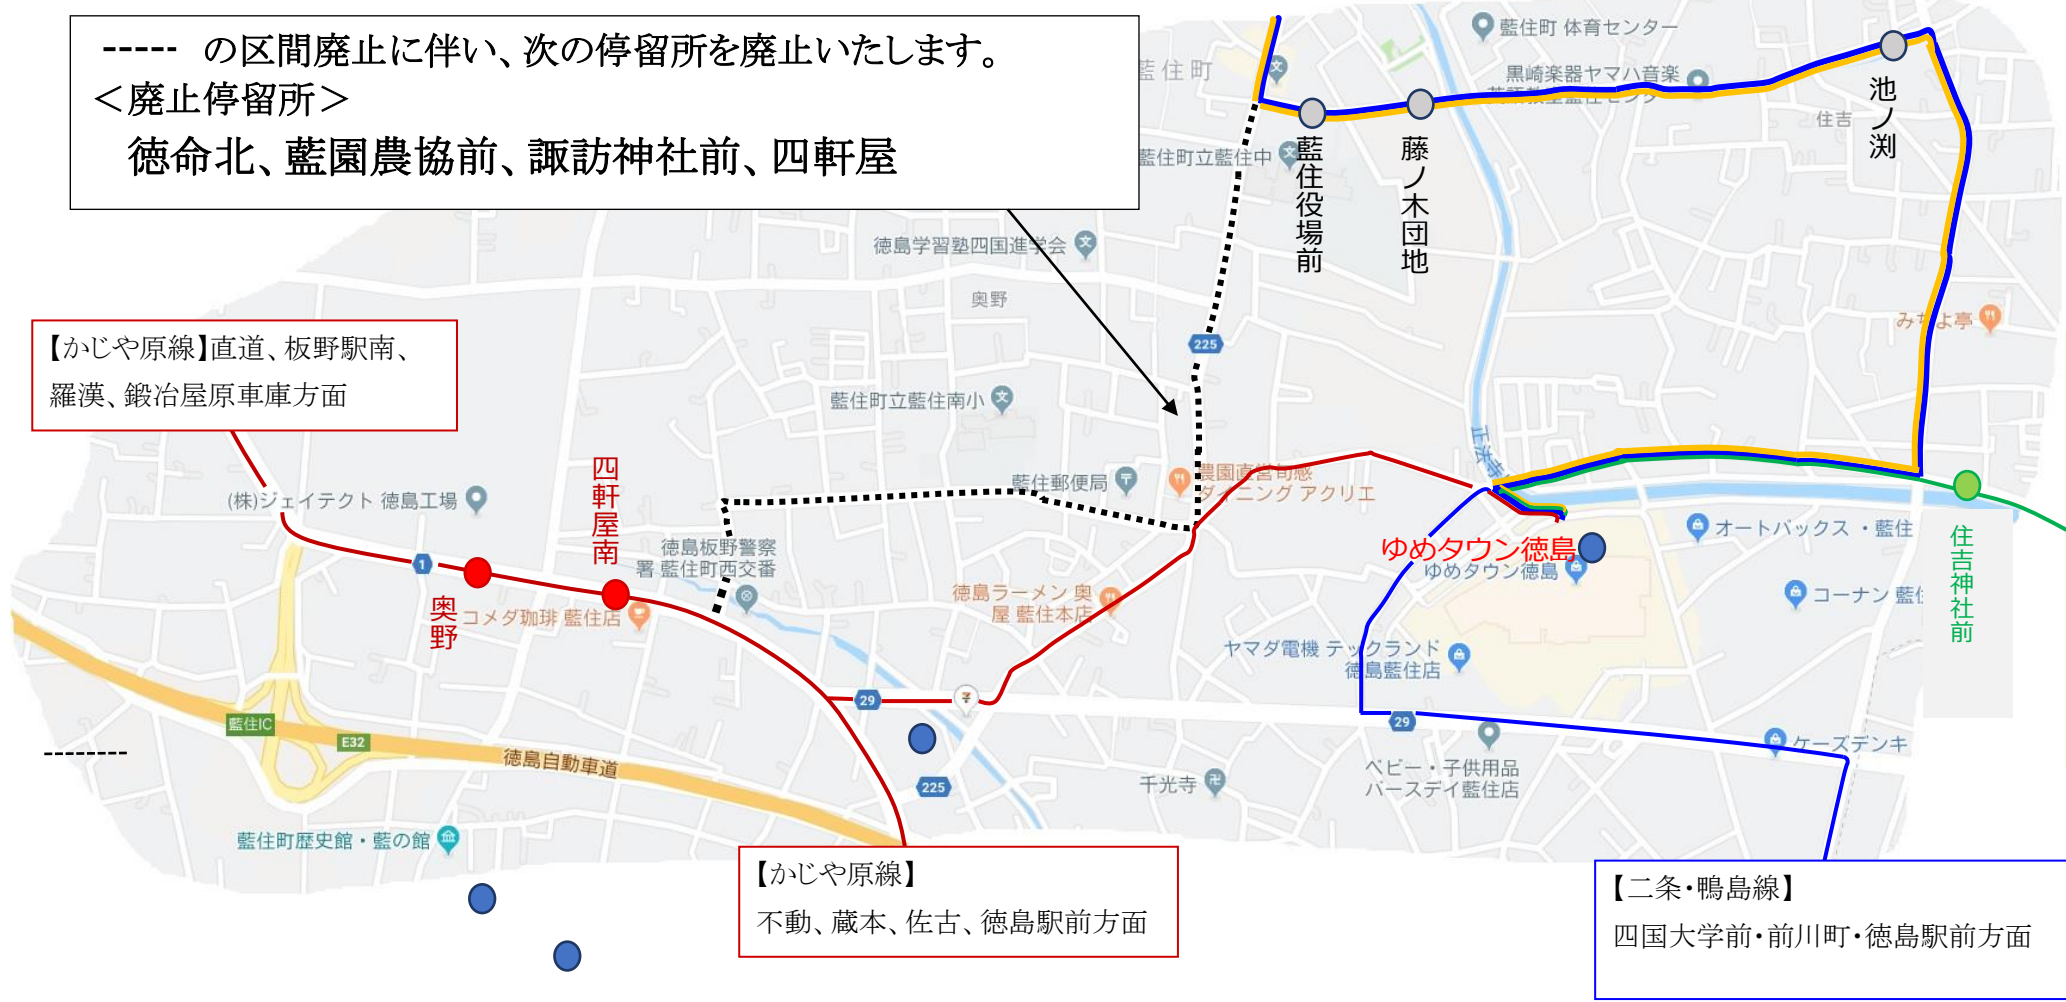 ----- の区間廃止に伴い、次の停留所を廃止いたします。
＜廃止停留所＞
徳命北、藍園農協前、諏訪神社前、四軒屋
藍住町 体育センター
藍住町
黒崎楽器ヤマハ音楽
池ノ渕
住吉
藍住町立藍住中
藍住役場前
藤ノ木団地
徳島学習塾四国進学会
奥野
みちよ亭
225
【かじや原線】直道、板野駅南、
羅漢、鍛冶屋原車庫方面
藍住町立藍住南小
正法寺
四軒屋南
(株)ジェイテクト 徳島工場
藍住郵便局
農園直営旬感
ダイニング アクリエ
オートバックス ・藍住
住吉神社前
ゆめタウン徳島
ゆめタウン徳島
徳島板野警察
署 藍住町西交番
1
奥野
コメダ珈琲 藍住店
徳島ラーメン 奥
屋 藍住本店
コーナン 藍住
ヤマダ電機 テックランド
徳島藍住店
29
29
藍住IC
E32
徳島自動車道
225
千光寺
ベビー・子供用品
バースデイ藍住店
ケーズデンキ
藍住町歴史館・藍の館
【かじや原線】
不動、蔵本、佐古、徳島駅前方面
【二条・鴨島線】
四国大学前・前川町・徳島駅前方面